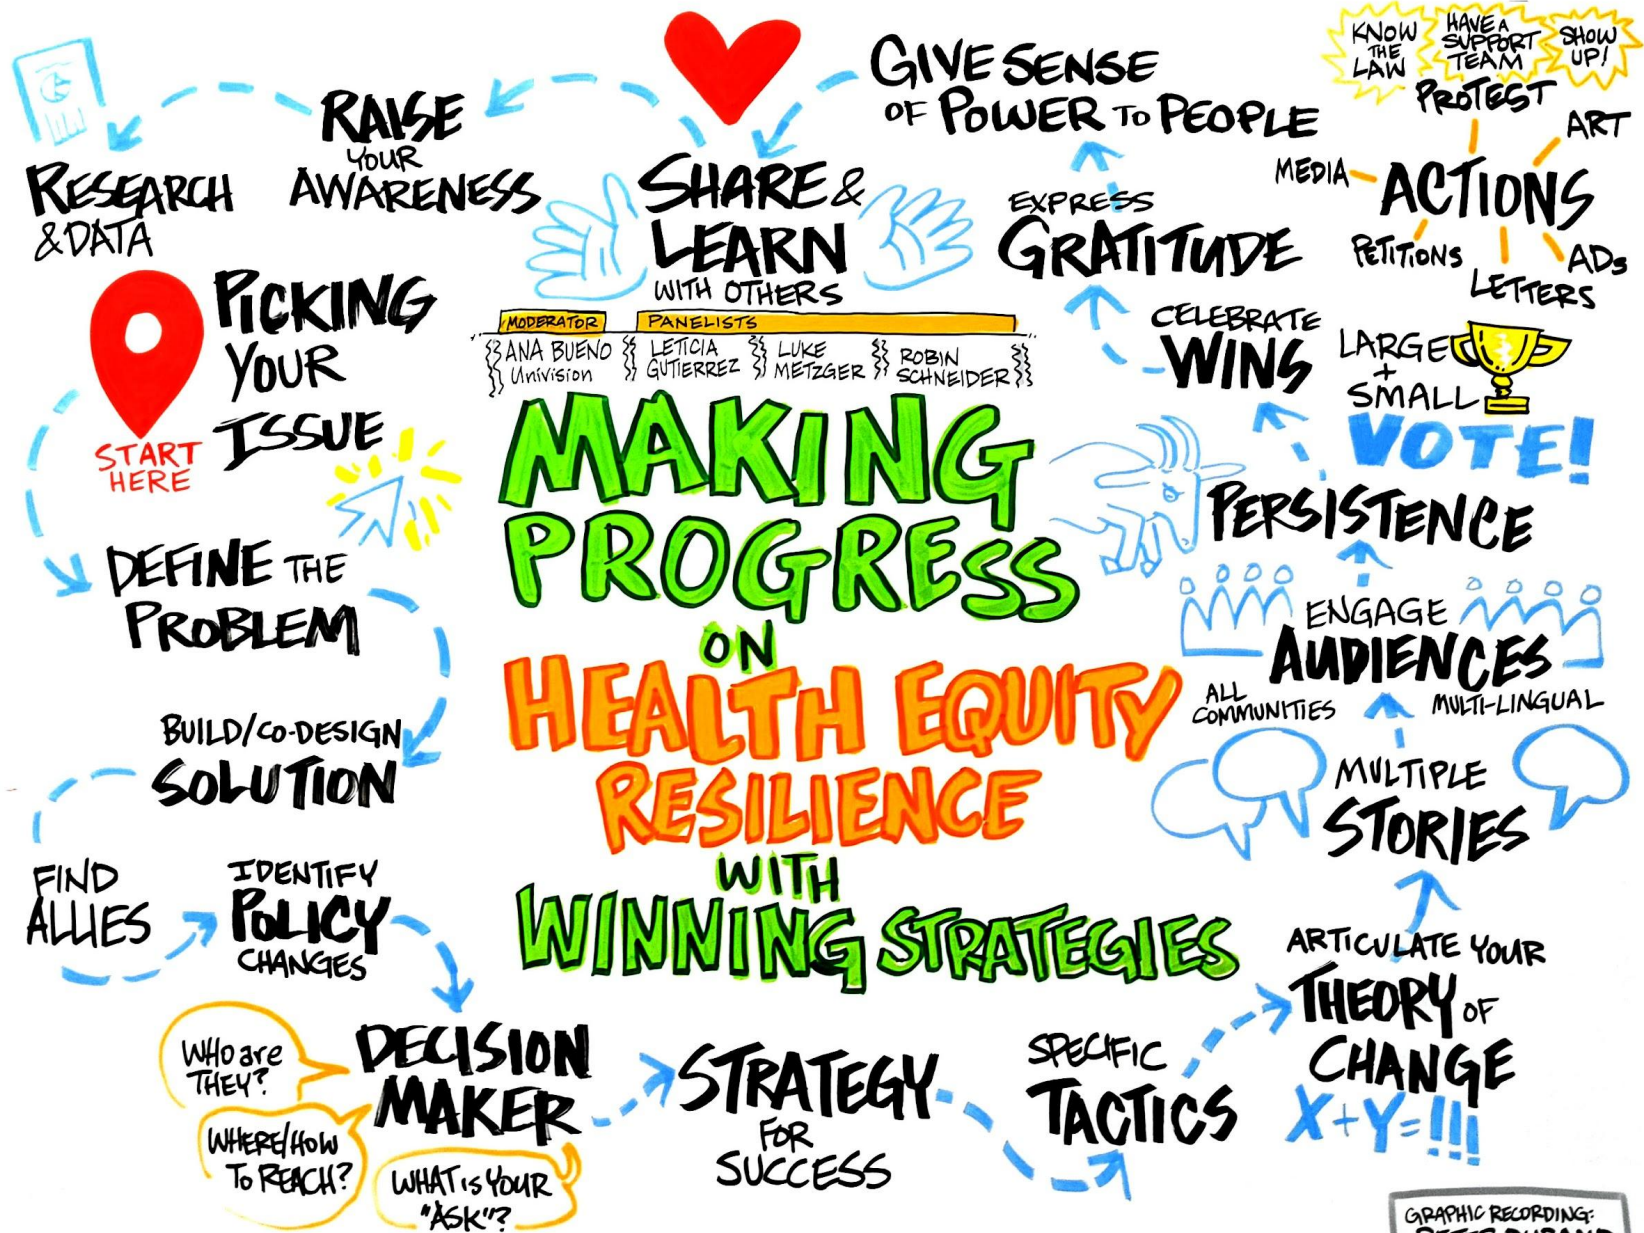 MAKING
PROGRESS
ON
HEALTH EQUITY
RESILIENCE
WITH
WINNING STRATEGIES
MODERATOR
ANA BUENO
Univision
PANELISTS
LETICIA
GUTIERREZ
LUKE
METZGER
ROBIN
SCHNEIDER
START
HERE
PICKING
YOUR
ISSUE
DEFINE THE
PROBLEM
BUILD/CO-DESIGN
SOLUTION
FIND
ALLIES
IDENTIFY
POLICY
CHANGES
DECISION
MAKER
WHO are
THEY?
WHERE/HOW
TO REACH?
WHAT IS YOUR
"ASK"?
STRATEGY
FOR
SUCCESS
SPECIFIC
TACTICS
ARTICULATE YOUR
THEORY OF
CHANGE
X+Y=!!!
MULTIPLE
STORIES
ENGAGE
AUDIENCES
ALL
COMMUNITIES
MULTI-LINGUAL
PERSISTENCE
VOTE!
CELEBRATE
WINS
LARGE
+
SMALL
EXPRESS
GRATITUDE
GIVE SENSE
OF POWER TO PEOPLE
SHARE &
LEARN
WITH OTHERS
RAISE
YOUR
AWARENESS
RESEARCH
& DATA
KNOW
THE
LAW
HAVE A
SUPPORT
TEAM
SHOW
UP!
PROTEST
ART
MEDIA
ACTIONS
PETITIONS
LETTERS
ADs
GRAPHIC RECORDING: